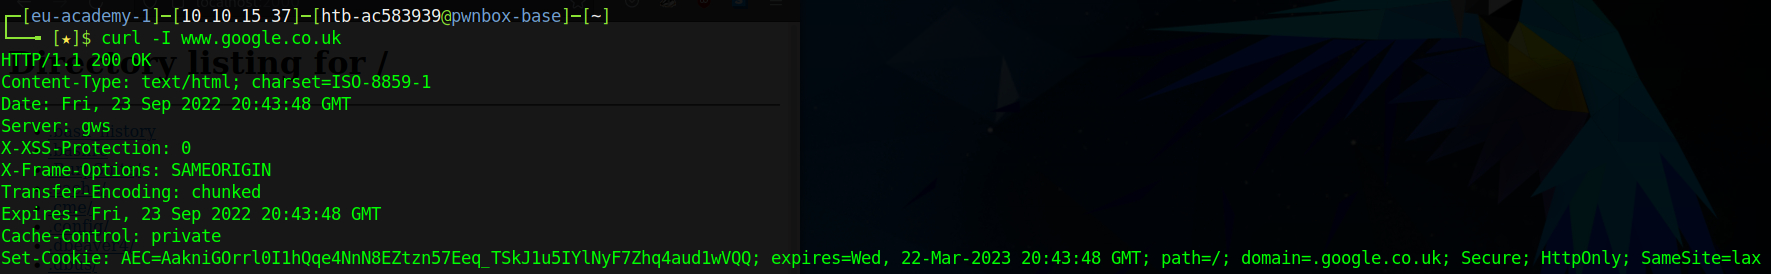 ┌─[eu-academy-1]─[10.10.15.37]─[htb-ac583939@pwnbox-base]─[~]
└──╼ [★]$ curl -I www.google.co.uk
HTTP/1.1 200 OK
Directory listing for /
Content-Type: text/html; charset=ISO-8859-1
Date: Fri, 23 Sep 2022 20:43:48 GMT
Server: gws
X-XSS-Protection: 0
X-Frame-Options: SAMEORIGIN
Transfer-Encoding: chunked
Expires: Fri, 23 Sep 2022 20:43:48 GMT
Cache-Control: private
Set-Cookie: AEC=AakniGOrrl0I1hQqe4NnN8EZtzn57Eeq_TSkJ1u5IYlNyF7Zhq4aud1wVQQ; expires=Wed, 22-Mar-2023 20:43:48 GMT; path=/; domain=.google.co.uk; Secure; HttpOnly; SameSite=lax